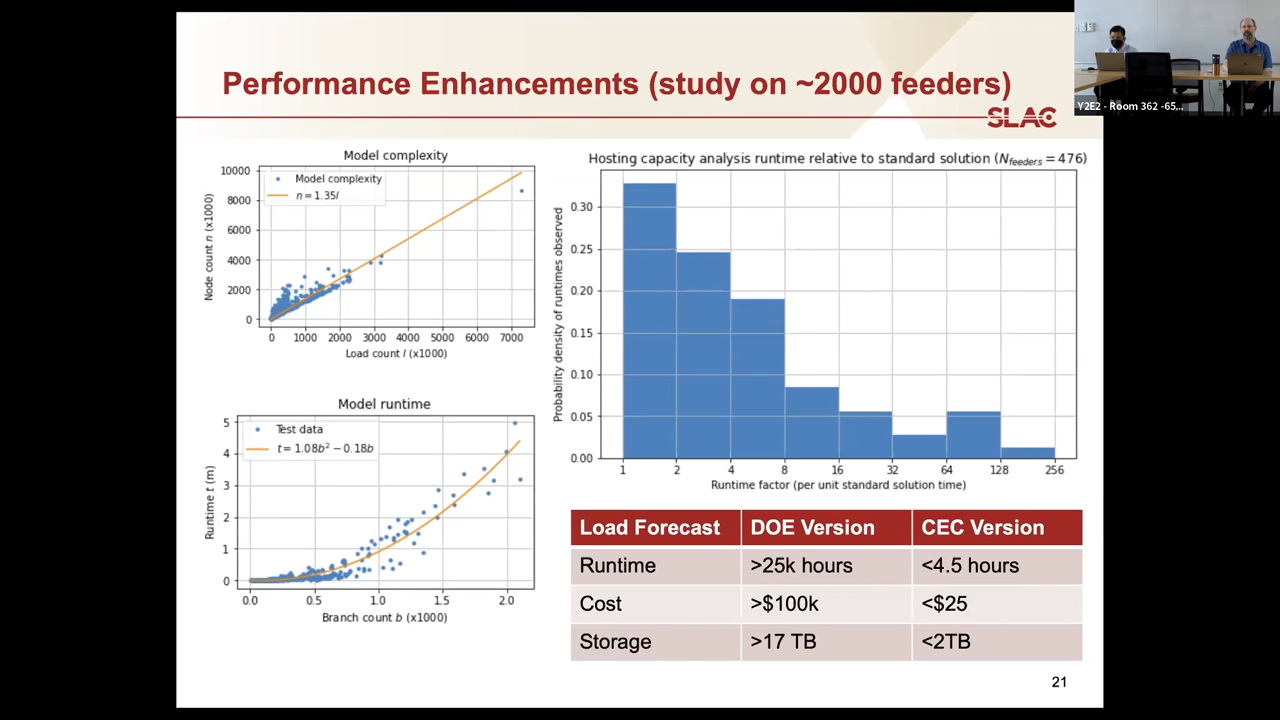 Performance Enhancements (study on ~2000 feeders)
SLAC
Y2E2 - Room 362 -65...
Model complexity
Model complexity
n = 1.35l
10000
8000
6000
4000
2000
0
Node count n (x1000)
0 1000 2000 3000 4000 5000 6000 7000
Load count l (x1000)
Model runtime
Test data
t = 1.08b² − 0.18b
5
4
3
2
1
0
Runtime t (m)
0.0 0.5 1.0 1.5 2.0
Branch count b (x1000)
Hosting capacity analysis runtime relative to standard solution (N_feeders = 476)
0.30
0.25
0.20
0.15
0.10
0.05
0.00
Probability density of runtimes observed
1 2 4 8 16 32 64 128 256
Runtime factor (per unit standard solution time)
Load Forecast DOE Version CEC Version
Runtime >25k hours <4.5 hours
Cost >$100k <$25
Storage >17 TB <2TB
21